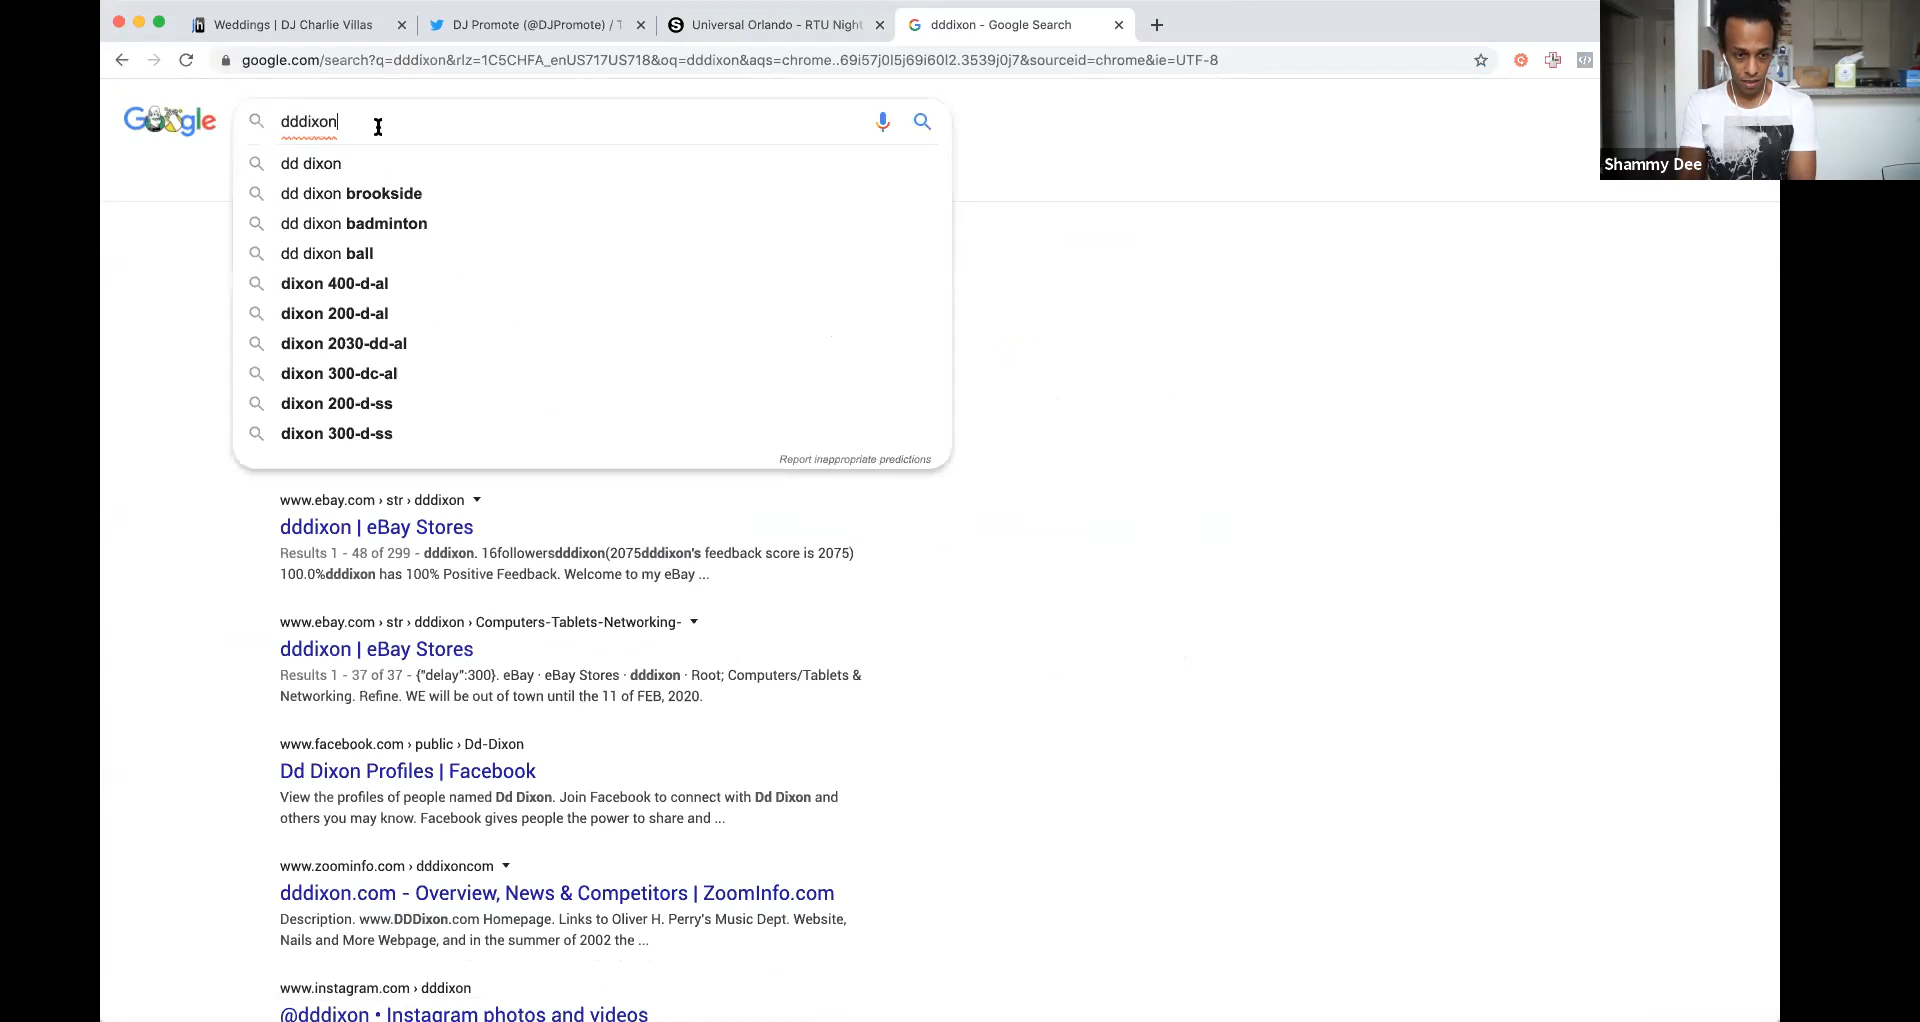 Weddings | DJ Charlie Villas
DJ Promote (@DJPromote) / T
Universal Orlando - RTU Night
dddixon - Google Search
google.com/search?q=dddixon&rlz=1C5CHFA_enUS717US718&oq=dddixon&aqs=chrome..69i57j0l5j69i60l2.3539j0j7&sourceid=chrome&ie=UTF-8
Shammy Dee
Google
dddixon
dd dixon
dd dixon brookside
dd dixon badminton
dd dixon ball
dixon 400-d-al
dixon 200-d-al
dixon 2030-dd-al
dixon 300-dc-al
dixon 200-d-ss
dixon 300-d-ss
Report inappropriate predictions
www.ebay.com › str › dddixon
dddixon | eBay Stores
Results 1 - 48 of 299 - dddixon. 16followersdddixon(2075dddixon's feedback score is 2075)
100.0%dddixon has 100% Positive Feedback. Welcome to my eBay ...
www.ebay.com › str › dddixon › Computers-Tablets-Networking-
dddixon | eBay Stores
Results 1 - 37 of 37 - {"delay":300}. eBay · eBay Stores · dddixon · Root; Computers/Tablets &
Networking. Refine. WE will be out of town until the 11 of FEB, 2020.
www.facebook.com › public › Dd-Dixon
Dd Dixon Profiles | Facebook
View the profiles of people named Dd Dixon. Join Facebook to connect with Dd Dixon and
others you may know. Facebook gives people the power to share and ...
www.zoominfo.com › dddixoncom
dddixon.com - Overview, News & Competitors | ZoomInfo.com
Description. www.DDDixon.com Homepage. Links to Oliver H. Perry's Music Dept. Website,
Nails and More Webpage, and in the summer of 2002 the ...
www.instagram.com › dddixon
@dddixon • Instagram photos and videos